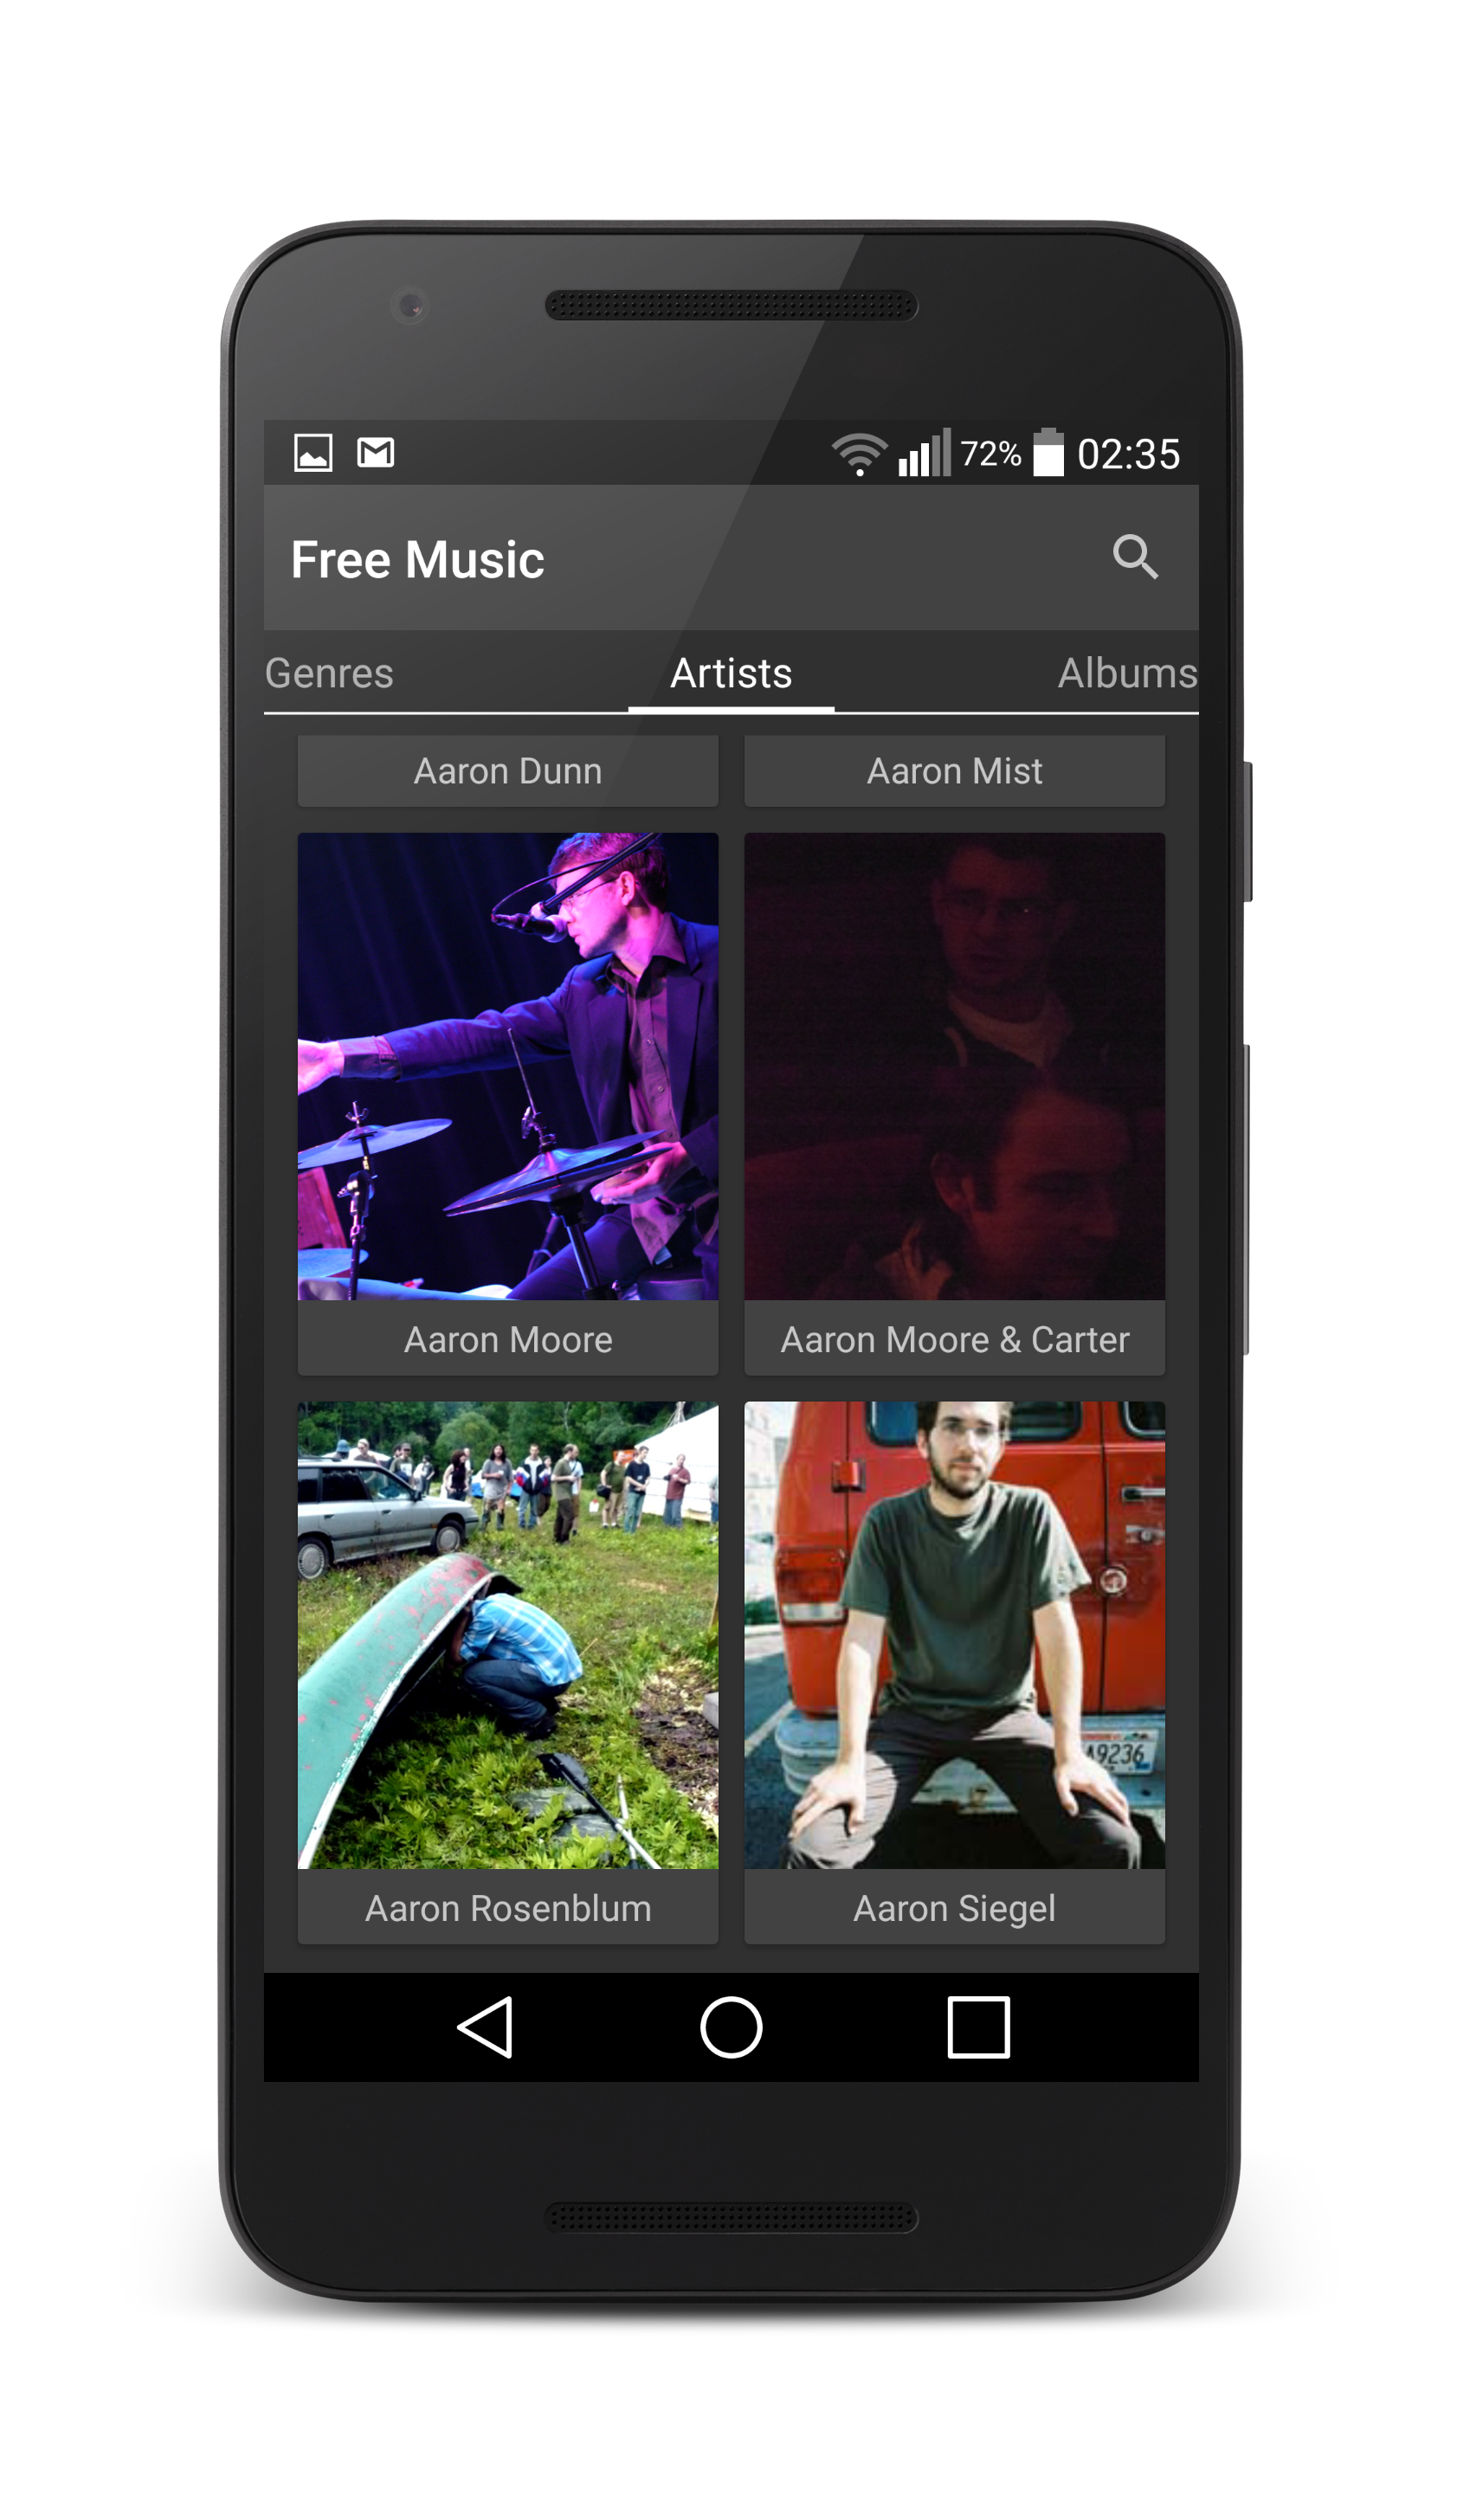 72% 02:35
Free Music
Genres Artists Albums
Aaron Dunn Aaron Mist
Aaron Moore Aaron Moore & Carter
A9236
Aaron Rosenblum Aaron Siegel